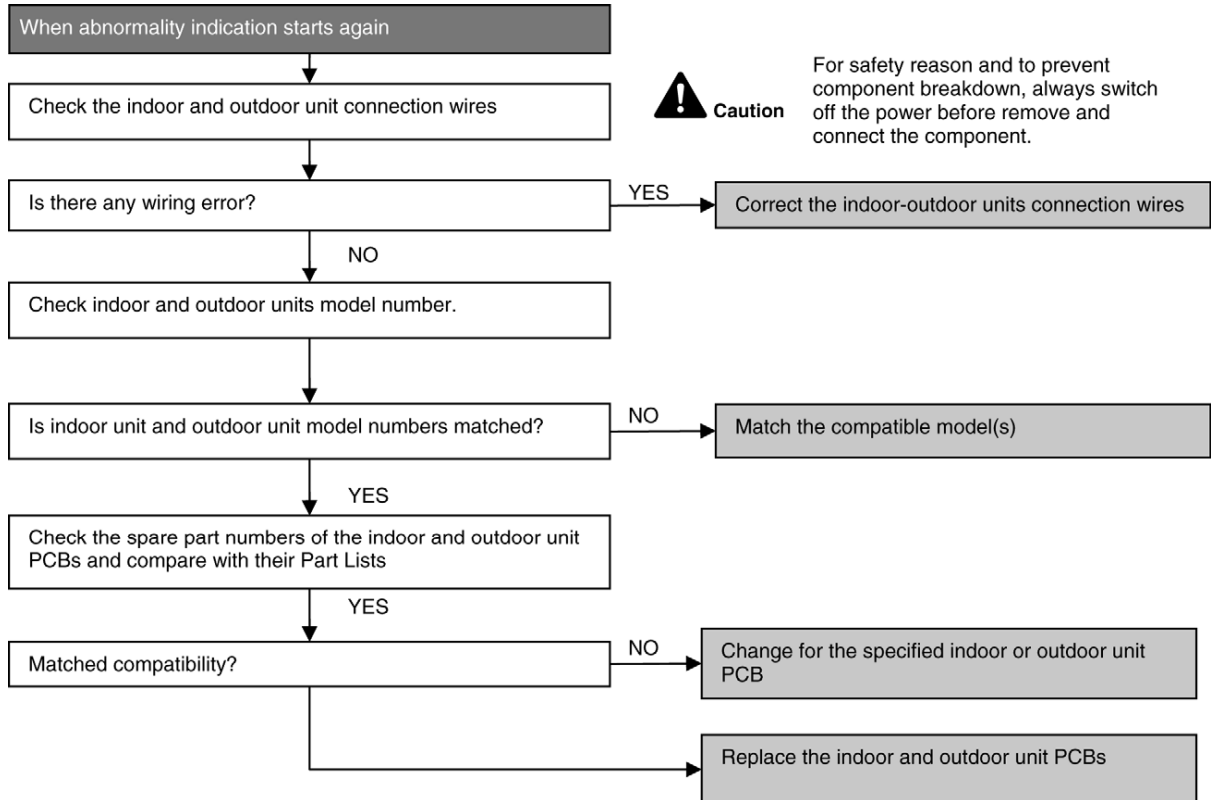 When abnormality indication starts again
Check the indoor and outdoor unit connection wires
For safety reason and to prevent
component breakdown, always switch
off the power before remove and
connect the component.
Caution
Is there any wiring error?
YES
Correct the indoor-outdoor units connection wires
NO
Check indoor and outdoor units model number.
Is indoor unit and outdoor unit model numbers matched?
NO
Match the compatible model(s)
YES
Check the spare part numbers of the indoor and outdoor unit
PCBs and compare with their Part Lists
YES
Matched compatibility?
NO
Change for the specified indoor or outdoor unit
PCB
Replace the indoor and outdoor unit PCBs